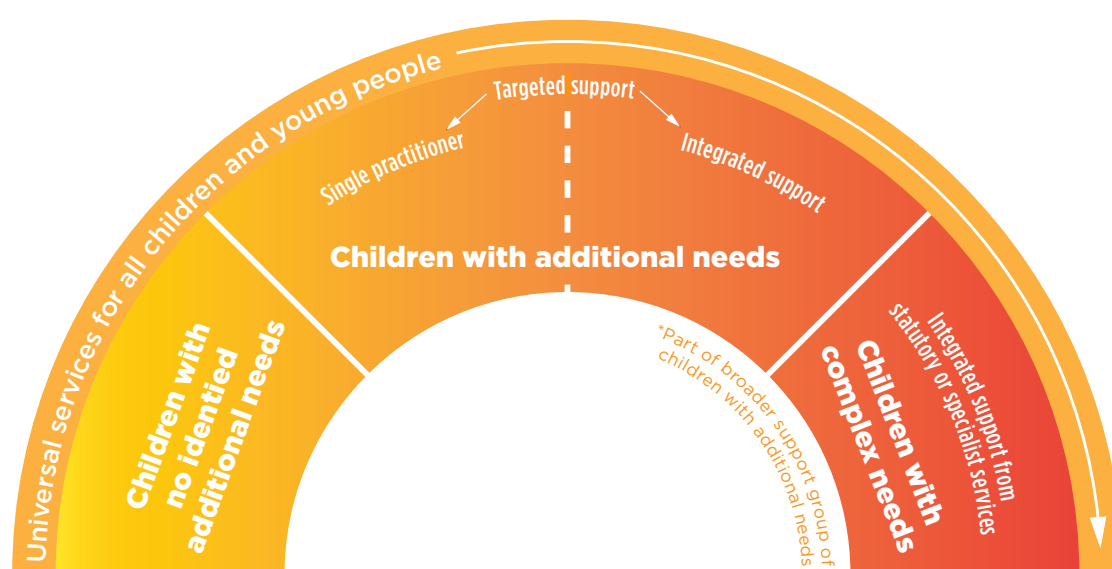 Universal services for all children and young people
Targeted support
Single practitioner
Integrated support
Children with additional needs
Children with
no identied
additional needs
*Part of broader support group of
children with additional needs
Children with
complex needs
Integrated support from
statutory or specialist services